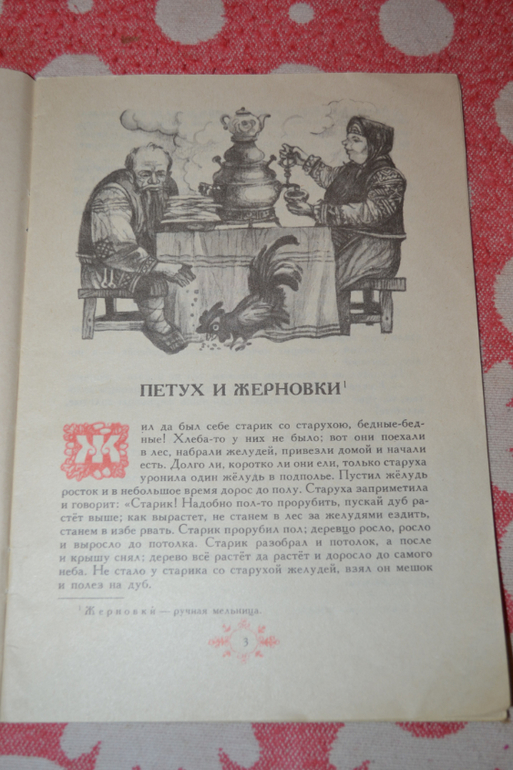 ПЕТУХ И ЖЕРНОВКИ¹
Жил да был себе старик со старухою, бедные-бед-
ные! Хлеба-то у них не было; вот они поехали
в лес, набрали желудей, привезли домой и начали
есть. Долго ли, коротко ли они ели, только старуха
уронила один жёлудь в подполье. Пустил жёлудь
росток и в небольшое время дорос до полу. Старуха заприметила
и говорит: «Старик! Надобно пол-то прорубить, пускай дуб ра-
стёт выше; как вырастет, не станем в лес за желудями ездить,
станем в избе рвать. Старик прорубил пол; деревцо росло, росло
и выросло до потолка. Старик разобрал и потолок, а после
и крышу снял; дерево всё растёт да растёт и доросло до самого
неба. Не стало у старика со старухой желудей, взял он мешок
и полез на дуб.
¹ Жерновки́ — ручная мельница.
3